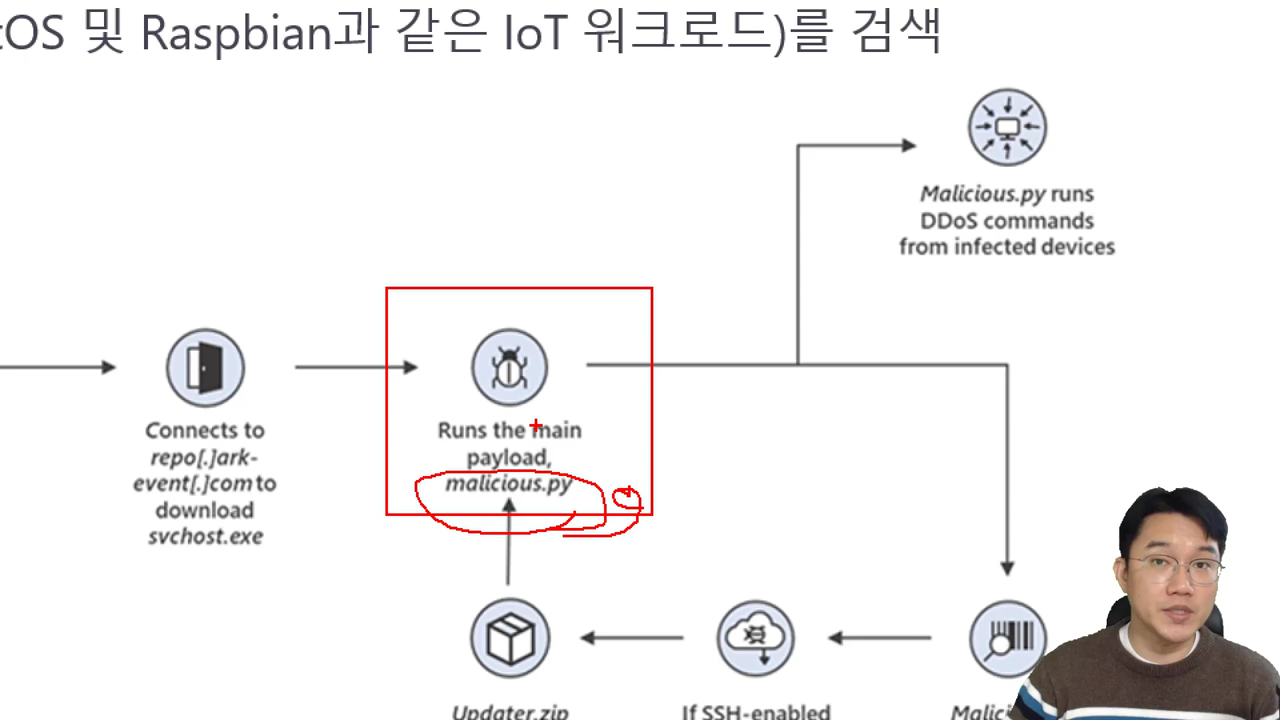 OS 및 Raspbian과 같은 IoT 워크로드)를 검색
Malicious.py runs
DDoS commands
from infected devices
Connects to
repo[.]ark-
event[.]com to
download
svchost.exe
Runs the main
payload,
malicious.py
Updater.zip
If SSH-enabled